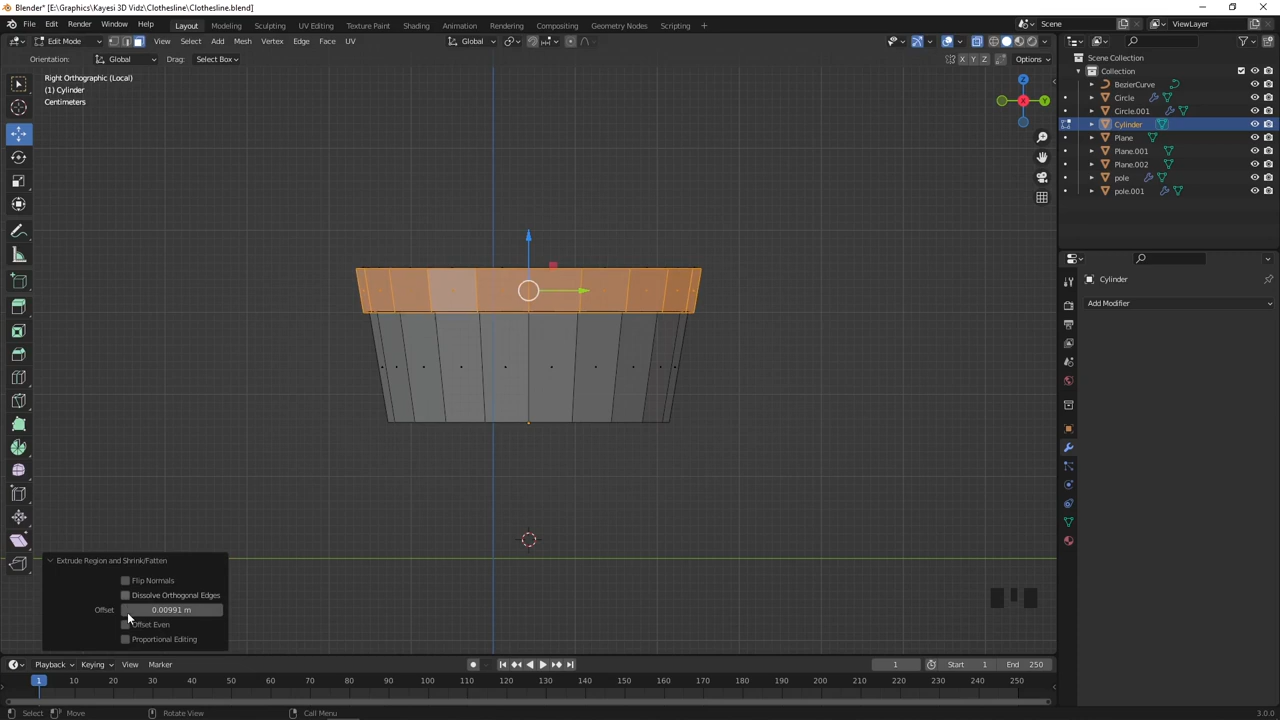 Blender* [E:\Graphics\Kayesi 3D Vidz\Clothesline\Clothesline.blend]
File Edit Render Window Help Layout Modeling Sculpting UV Editing Texture Paint Shading Animation Rendering Compositing Geometry Nodes Scripting + Scene ViewLayer
Edit Mode View Select Add Mesh Vertex Edge Face UV Global
Orientation: Global Drag: Select Box X Y Z Options
Right Orthographic (Local)
(1) Cylinder
Centimeters
Z
X Y
Scene Collection
Collection
BezierCurve
Circle
Circle.001
Cylinder
Plane
Plane.001
Plane.002
pole
pole.001
Cylinder
Add Modifier
Extrude Region and Shrink/Fatten
Flip Normals
Dissolve Orthogonal Edges
Offset 0.00991 m
Offset Even
Proportional Editing
Playback Keying View Marker 1 Start 1 End 250
1 10 20 30 40 50 60 70 80 90 100 110 120 130 140 150 160 170 180 190 200 210 220 230 240 250
Select Move Rotate View Call Menu 3.0.0